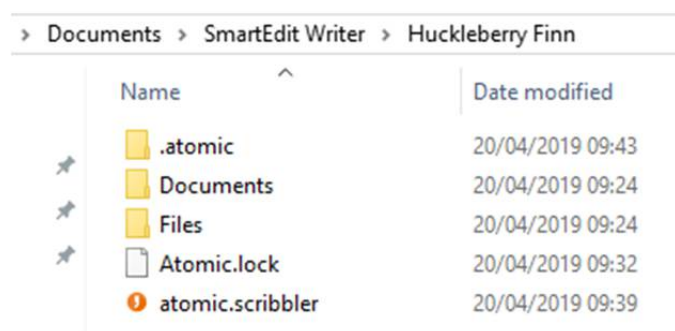 › Documents › SmartEdit Writer › Huckleberry Finn
Name Date modified
.atomic 20/04/2019 09:43
Documents 20/04/2019 09:24
Files 20/04/2019 09:24
Atomic.lock 20/04/2019 09:32
atomic.scribbler 20/04/2019 09:39